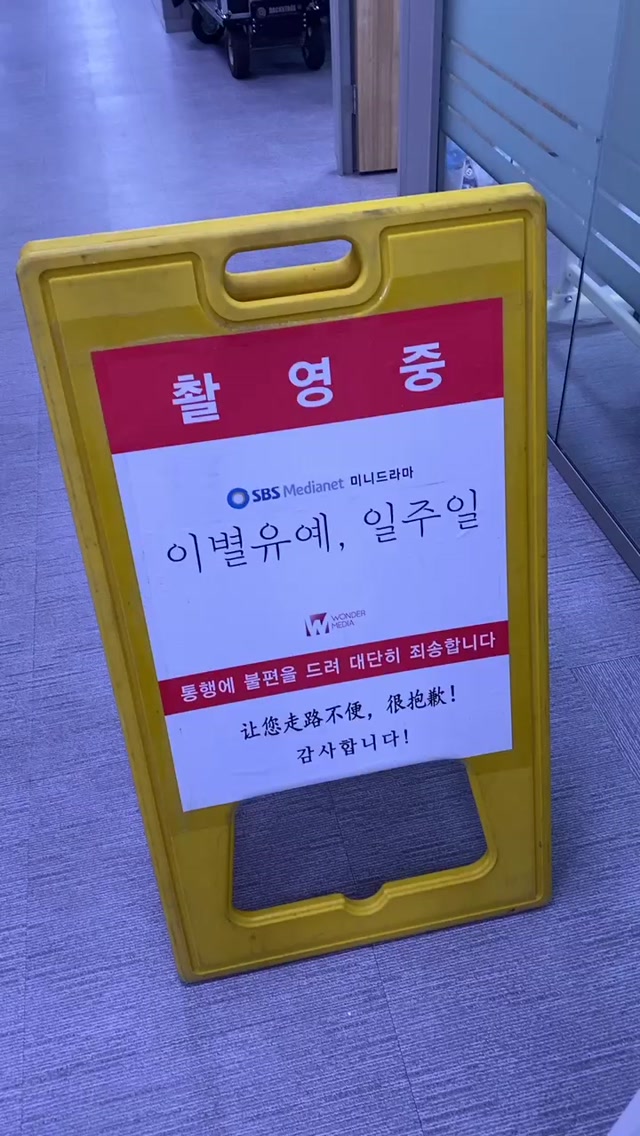 촬 영 중
SBS Medianet 미니드라마
이별유예, 일주일
WONDER
MEDIA
통행에 불편을 드려 대단히 죄송합니다
让您走路不便，很抱歉！
감사합니다!